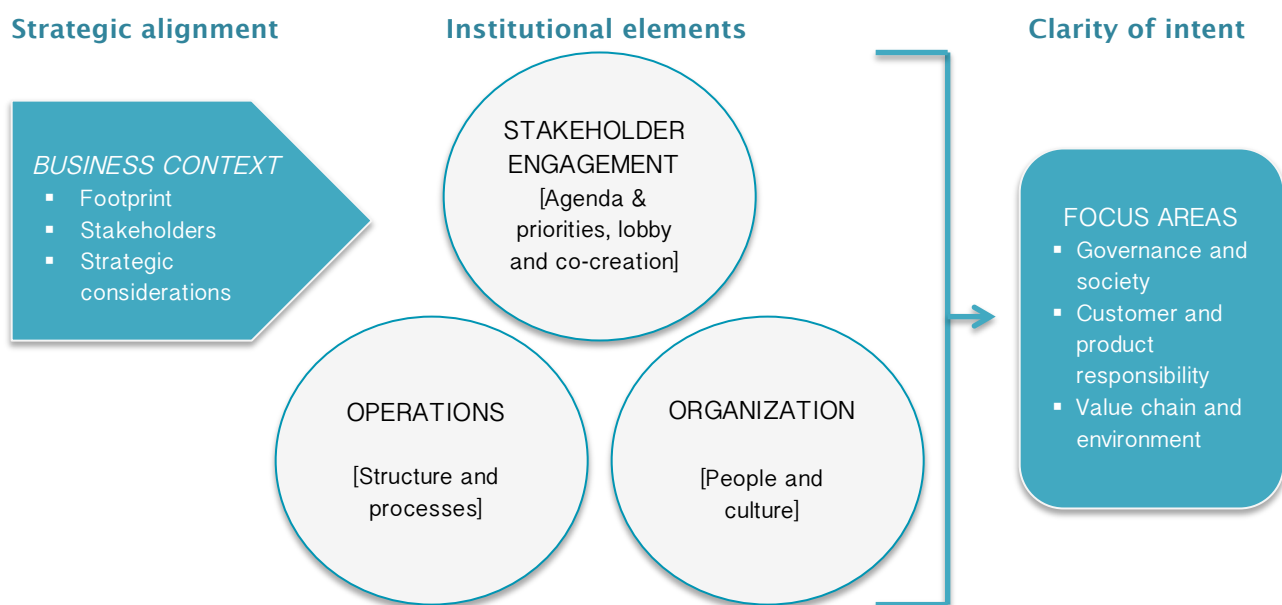 Strategic alignment
Institutional elements
Clarity of intent
BUSINESS CONTEXT
▪ Footprint
▪ Stakeholders
▪ Strategic
considerations
STAKEHOLDER
ENGAGEMENT
[Agenda &
priorities, lobby
and co-creation]
OPERATIONS
[Structure and
processes]
ORGANIZATION
[People and
culture]
FOCUS AREAS
▪ Governance and
society
▪ Customer and
product
responsibility
▪ Value chain and
environment